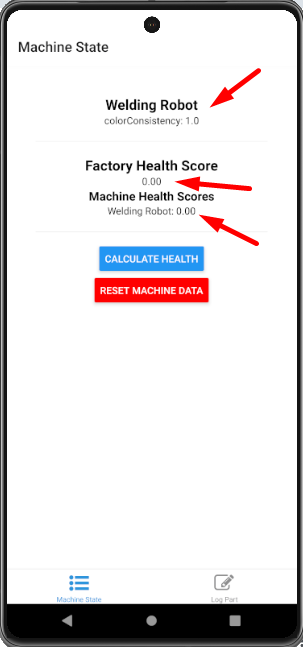 Machine State
Welding Robot
colorConsistency: 1.0
Factory Health Score
0.00
Machine Health Scores
Welding Robot: 0.00
CALCULATE HEALTH
RESET MACHINE DATA
Machine State
Log Part